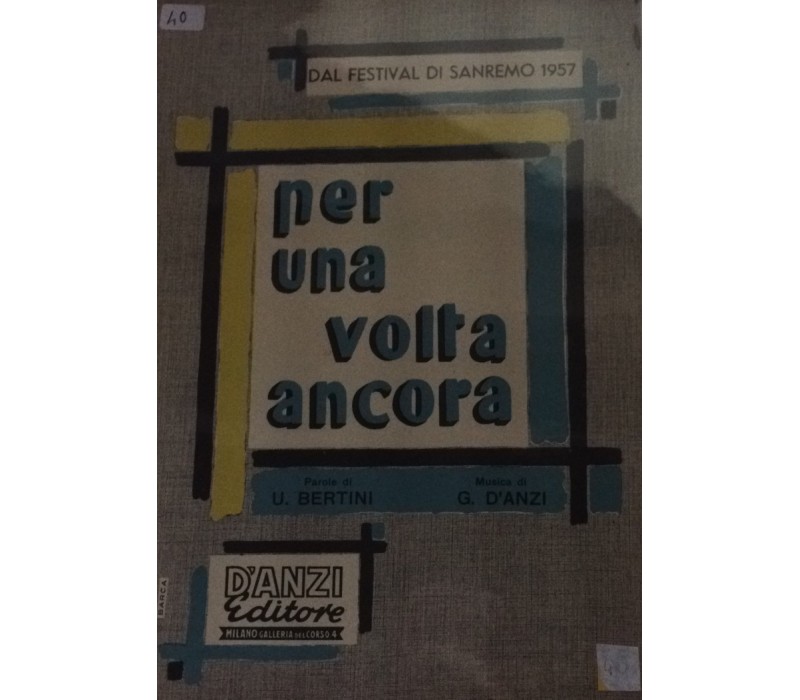 40
DAL FESTIVAL DI SANREMO 1957
per
una
volta
ancora
Parole di
U. BERTINI
Musica di
G. D'ANZI
D'ANZI
Editore
MILANO GALLERIA DEL CORSO 4
BARCA